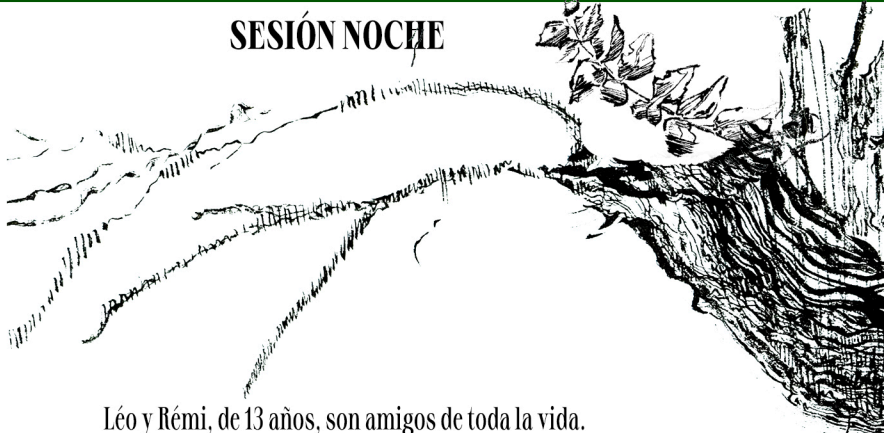 SESIÓN NOCHE
Léo y Rémi, de 13 años, son amigos de toda la vida.